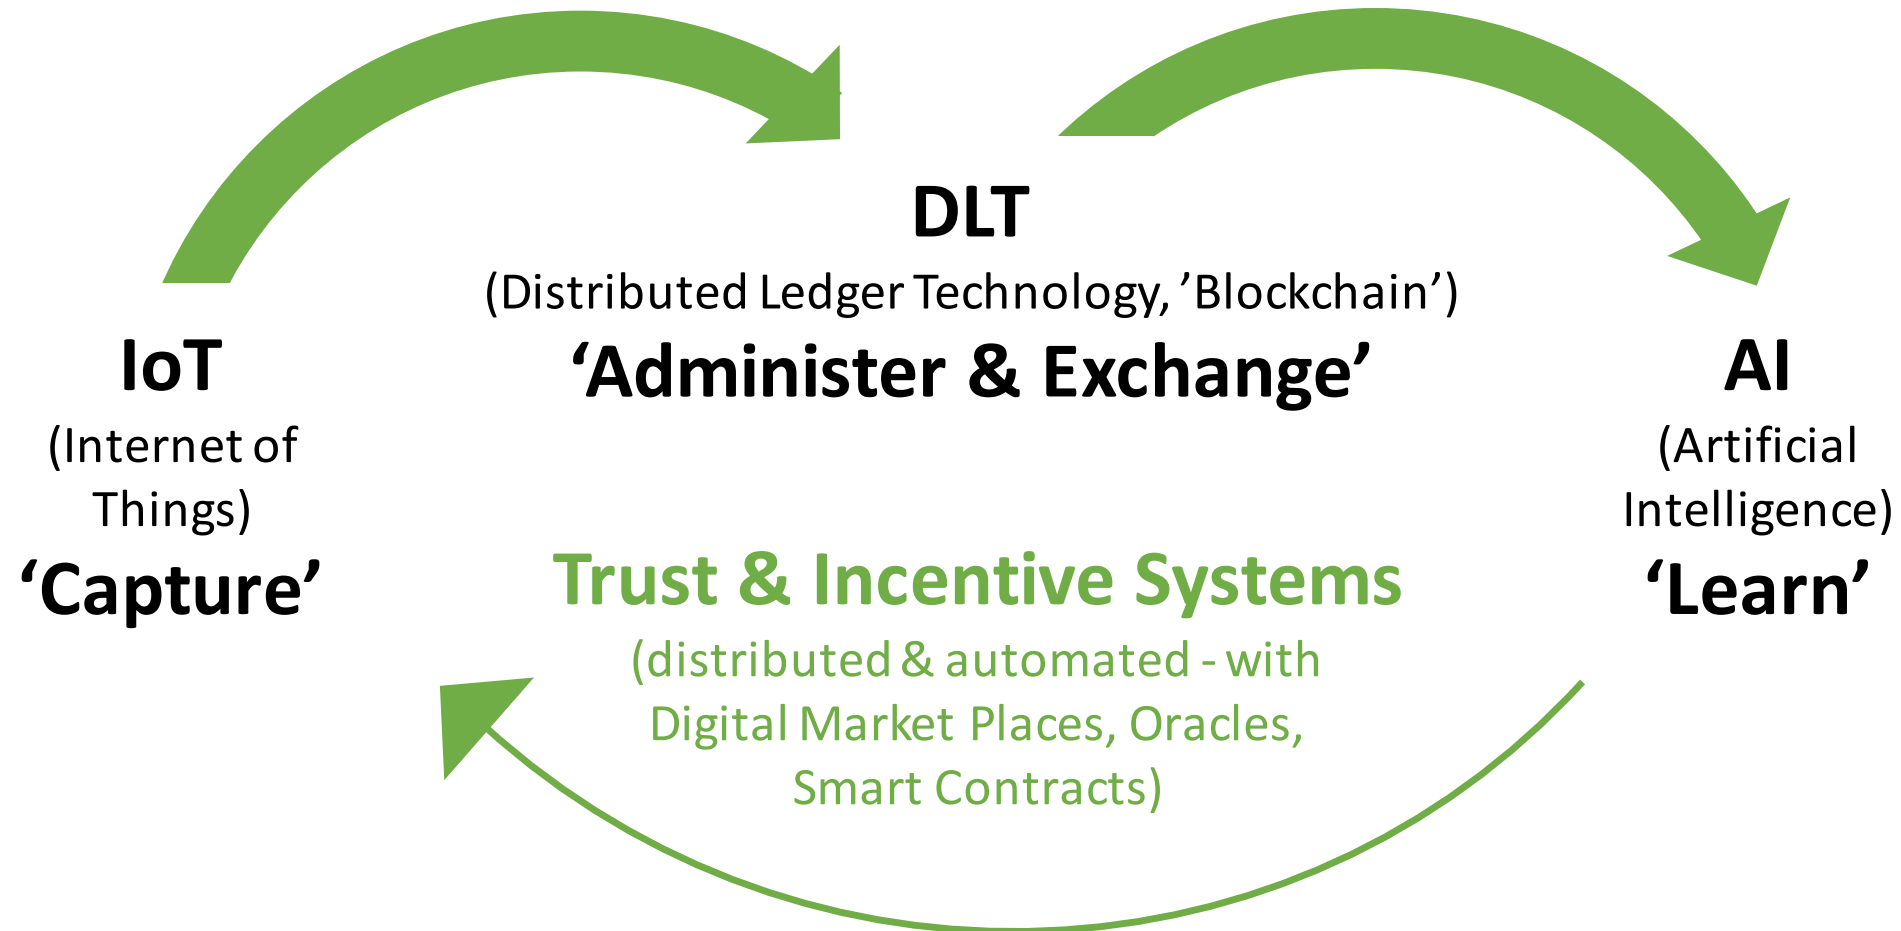 DLT
(Distributed Ledger Technology, ’Blockchain’)
‘Administer & Exchange’
IoT
(Internet of
Things)
‘Capture’
AI
(Artificial
Intelligence)
‘Learn’
Trust & Incentive Systems
(distributed & automated - with
Digital Market Places, Oracles,
Smart Contracts)